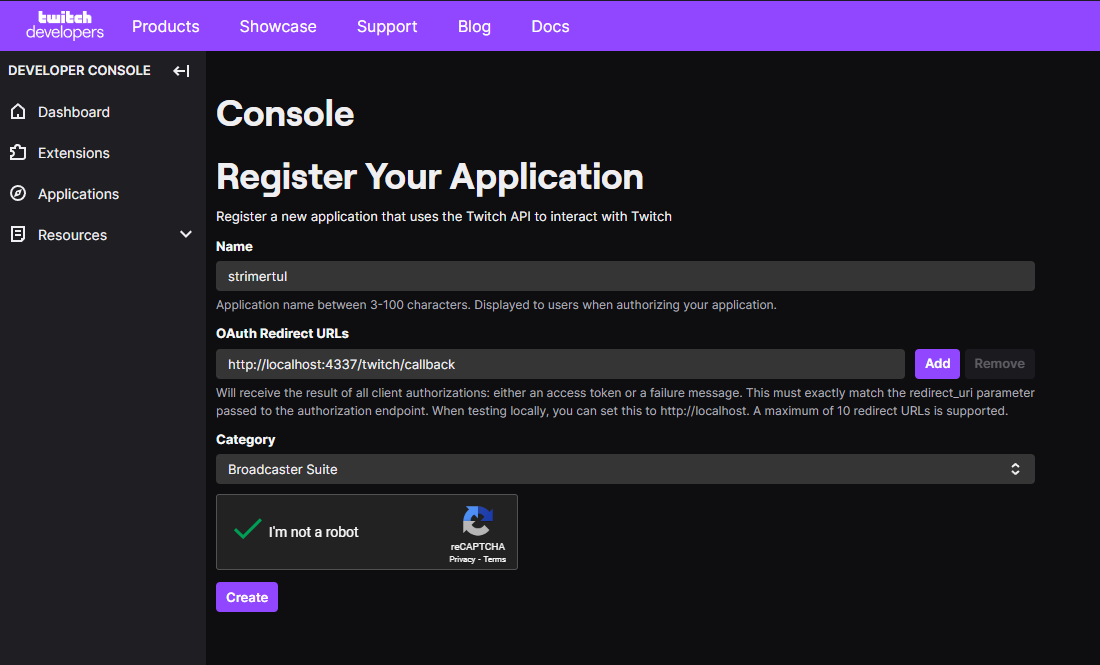 twitch
developers
Products
Showcase
Support
Blog
Docs
DEVELOPER CONSOLE
Dashboard
Extensions
Applications
Resources
Console
Register Your Application
Register a new application that uses the Twitch API to interact with Twitch
Name
strimertul
Application name between 3-100 characters. Displayed to users when authorizing your application.
OAuth Redirect URLs
http://localhost:4337/twitch/callback
Add
Remove
Will receive the result of all client authorizations: either an access token or a failure message. This must exactly match the redirect_uri parameter
passed to the authorization endpoint. When testing locally, you can set this to http://localhost. A maximum of 10 redirect URLs is supported.
Category
Broadcaster Suite
I'm not a robot
reCAPTCHA
Privacy - Terms
Create